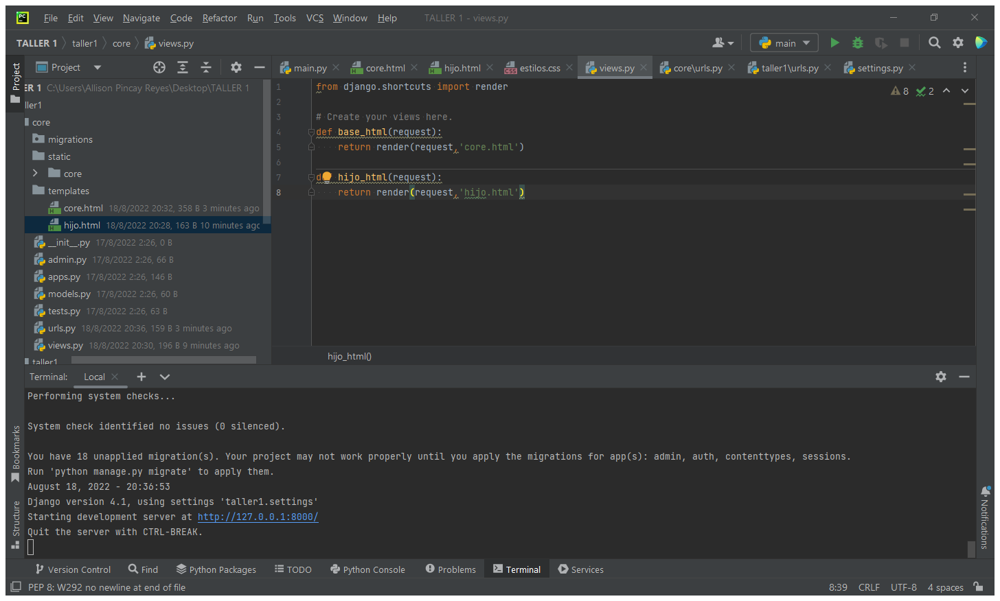 PC
File Edit View Navigate Code Refactor Run Tools VCS Window Help TALLER 1 - views.py
TALLER 1 taller1 core views.py main
Project
Project
main.py core.html hijo.html estilos.css views.py core\urls.py taller1\urls.py settings.py
ER 1 C:\Users\Allison Pincay Reyes\Desktop\TALLER 1
ller1
core
migrations
static
core
templates
core.html 18/8/2022 20:32, 358 B 3 minutes ago
hijo.html 18/8/2022 20:28, 163 B 10 minutes ago
__init__.py 17/8/2022 2:26, 0 B
admin.py 17/8/2022 2:26, 66 B
apps.py 17/8/2022 2:26, 146 B
models.py 17/8/2022 2:26, 60 B
tests.py 17/8/2022 2:26, 63 B
urls.py 18/8/2022 20:36, 159 B 3 minutes ago
views.py 18/8/2022 20:30, 196 B 9 minutes ago
taller1
1 from django.shortcuts import render
8 2
2
3 # Create your views here.
4 def base_html(request):
5 return render(request,'core.html')
6
7 d hijo_html(request):
8 return render(request,'hijo.html')
hijo_html()
Terminal: Local
Performing system checks...
System check identified no issues (0 silenced).
You have 18 unapplied migration(s). Your project may not work properly until you apply the migrations for app(s): admin, auth, contenttypes, sessions.
Run 'python manage.py migrate' to apply them.
August 18, 2022 - 20:36:53
Django version 4.1, using settings 'taller1.settings'
Starting development server at http://127.0.0.1:8000/
Quit the server with CTRL-BREAK.
Bookmarks
Structure
Notifications
Version Control Find Python Packages TODO Python Console Problems Terminal Services
PEP 8: W292 no newline at end of file 8:39 CRLF UTF-8 4 spaces